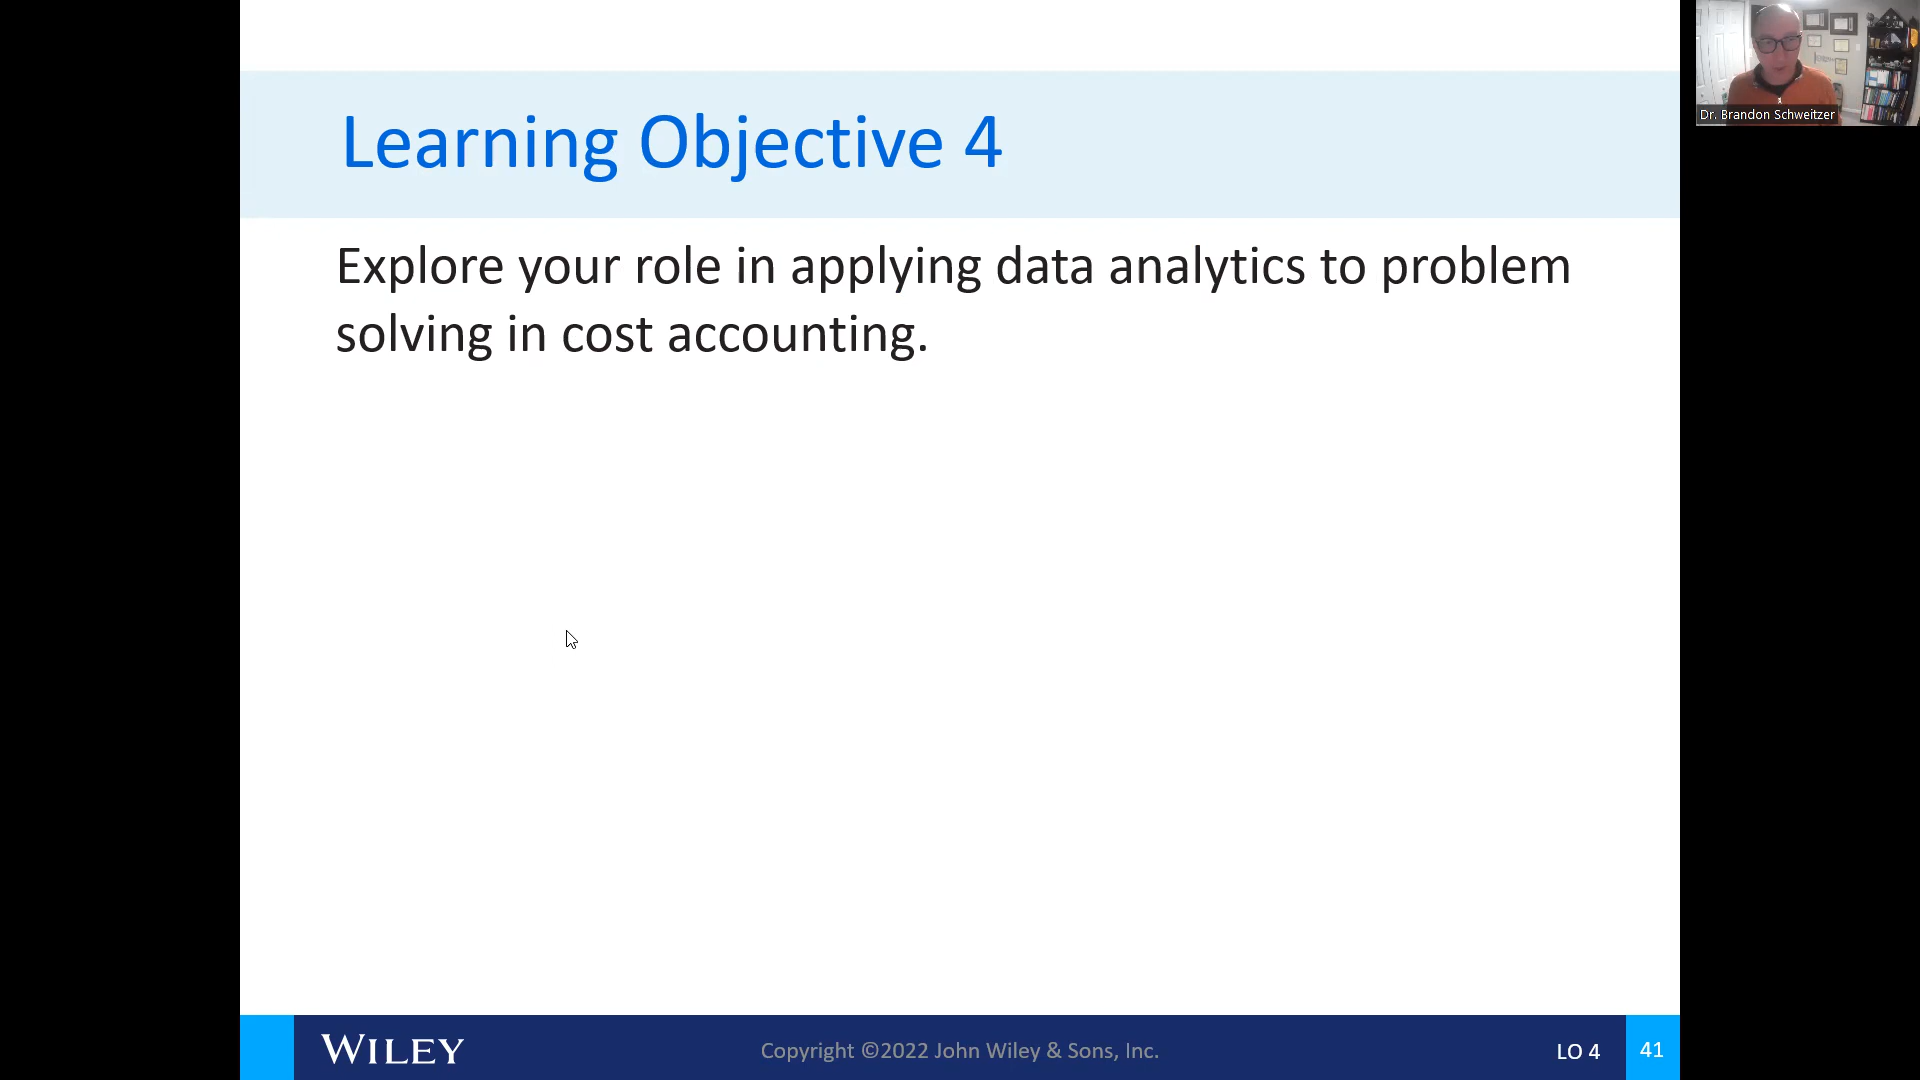 Learning Objective 4
Explore your role in applying data analytics to problem
solving in cost accounting.
Dr. Brandon Schweitzer
WILEY
Copyright ©2022 John Wiley & Sons, Inc.
LO 4
41